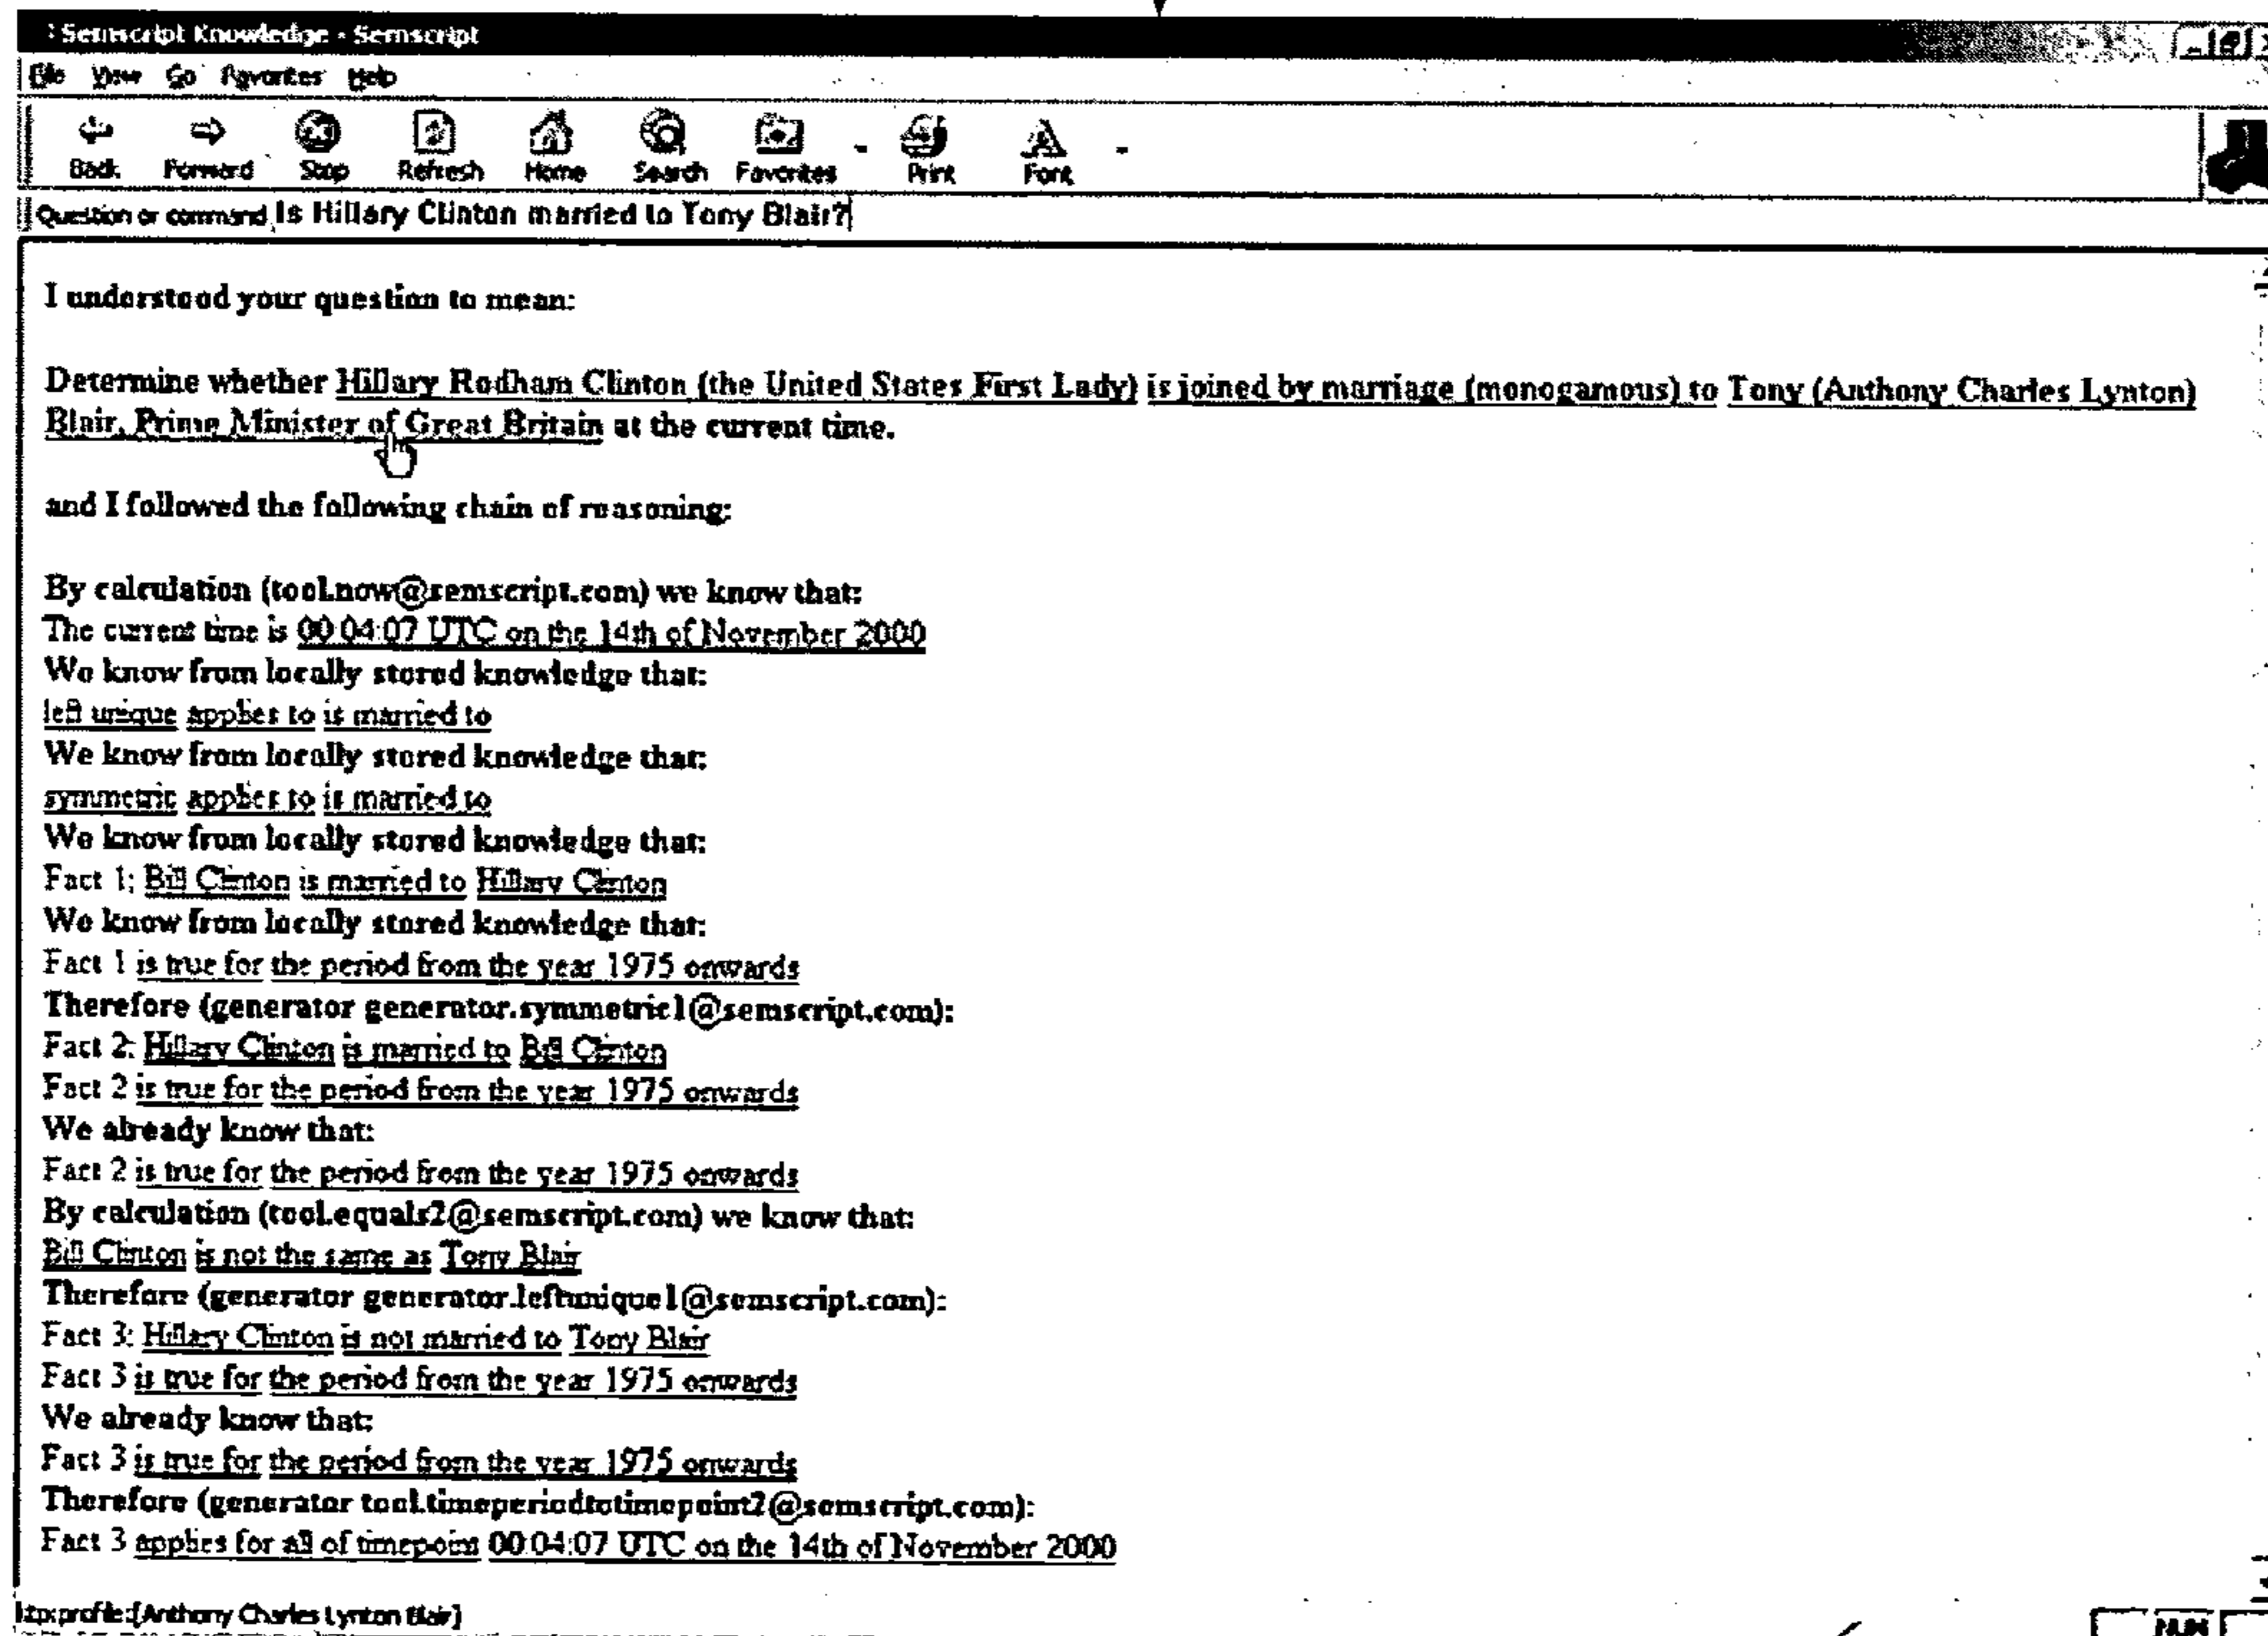 Semscript Knowledge - Semscript
File View Go Favorites Help
Back Forward Stop Refresh Home Search Favorites Print Font
Question or command Is Hillary Clinton married to Tony Blair?
I understood your question to mean:
Determine whether Hillary Rodham Clinton (the United States First Lady) is joined by marriage (monogamous) to Tony (Anthony Charles Lynton)
Blair, Prime Minister of Great Britain at the current time.
and I followed the following chain of reasoning:
By calculation (tool.now@semscript.com) we know that:
The current time is 00:04:07 UTC on the 14th of November 2000
We know from locally stored knowledge that:
left unique applies to is married to
We know from locally stored knowledge that:
symmetric applies to is married to
We know from locally stored knowledge that:
Fact 1: Bill Clinton is married to Hillary Clinton
We know from locally stored knowledge that:
Fact 1 is true for the period from the year 1975 onwards
Therefore (generator generator.symmetric1@semscript.com):
Fact 2: Hillary Clinton is married to Bill Clinton
Fact 2 is true for the period from the year 1975 onwards
We already know that:
Fact 2 is true for the period from the year 1975 onwards
By calculation (tool.equals2@semscript.com) we know that:
Bill Clinton is not the same as Tony Blair
Therefore (generator generator.leftunique1@semscript.com):
Fact 3: Hillary Clinton is not married to Tony Blair
Fact 3 is true for the period from the year 1975 onwards
We already know that:
Fact 3 is true for the period from the year 1975 onwards
Therefore (generator tool.timeperiodtotimepoint2@semscript.com):
Fact 3 applies for all of timepoint 00:04:07 UTC on the 14th of November 2000
profile:[Anthony Charles Lynton Blair]
NUM